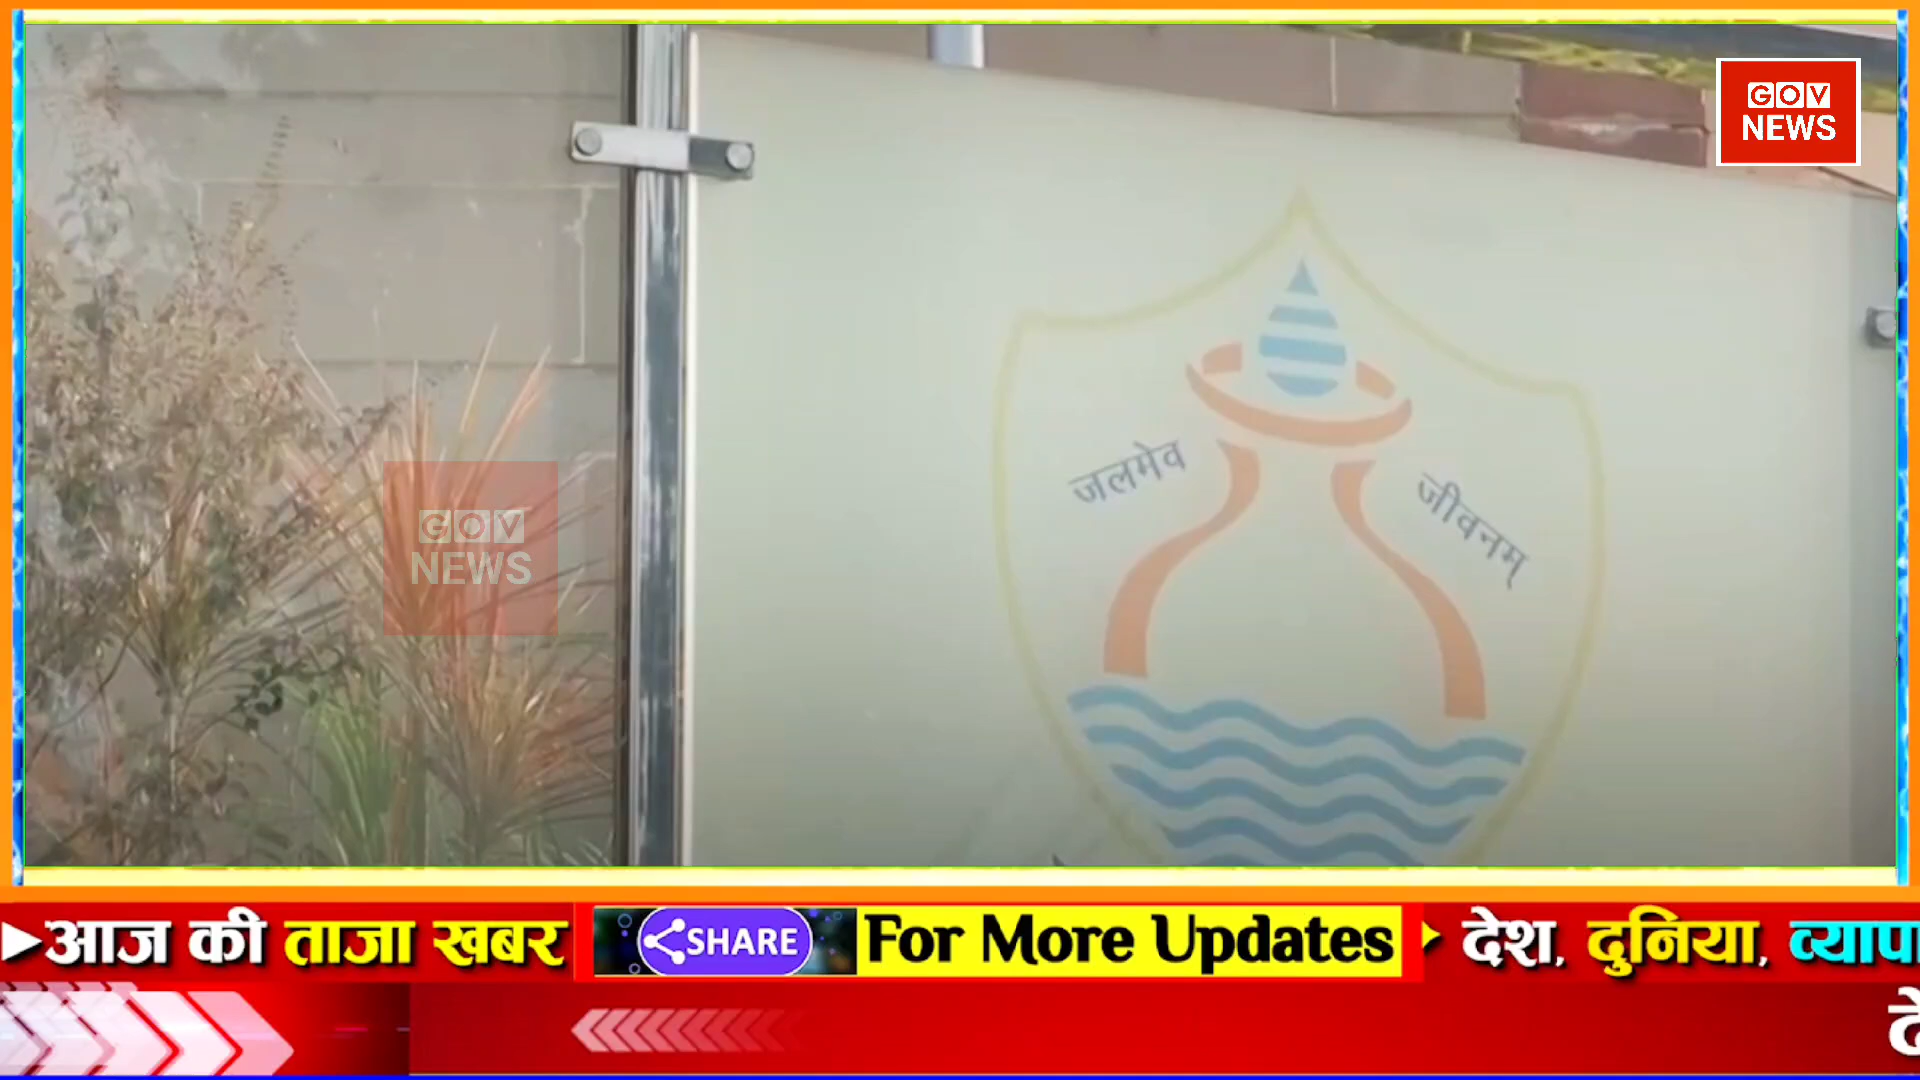 GOV
NEWS
जलमेव
जीवनम्
GOV
NEWS
आज की ताजा खबर
SHARE
For More Updates
देश, दुनिया, व्याप